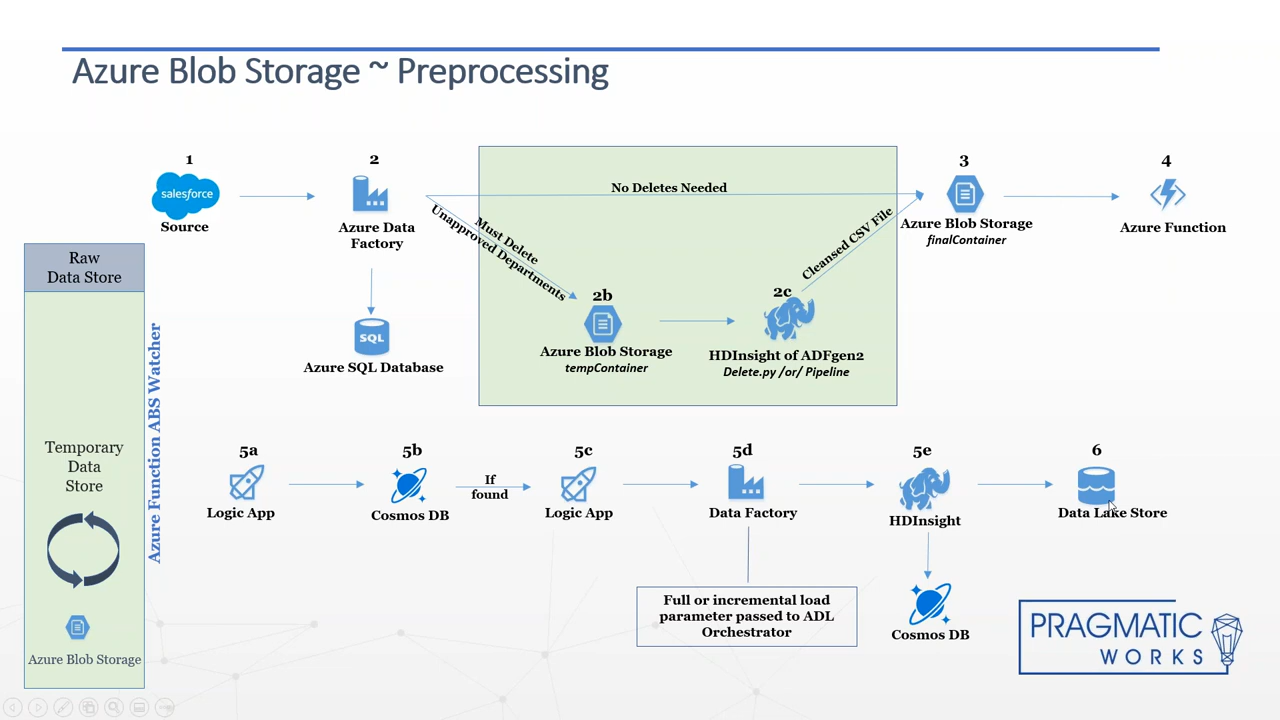 Azure Blob Storage ~ Preprocessing
1
salesforce
Source
2
Azure Data
Factory
SQL
Azure SQL Database
No Deletes Needed
Must Delete
Unapproved Departments
2b
Azure Blob Storage
tempContainer
2c
HDInsight of ADFgen2
Delete.py /or/ Pipeline
Cleansed CSV File
3
Azure Blob Storage
finalContainer
4
Azure Function
Raw
Data Store
Temporary
Data
Store
Azure Blob Storage
Azure Function ABS Watcher
5a
Logic App
5b
Cosmos DB
If
found
5c
Logic App
5d
Data Factory
Full or incremental load
parameter passed to ADL
Orchestrator
5e
HDInsight
Cosmos DB
6
Data Lake Store
PRAGMATIC
WORKS